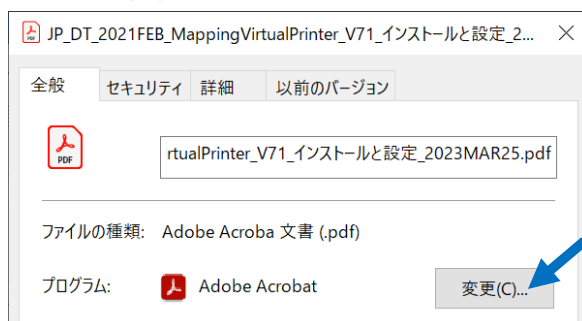 JP_DT_2021FEB_MappingVirtualPrinter_V71_インストールと設定_2...
全般 セキュリティ 詳細 以前のバージョン
PDF
rtualPrinter_V71_インストールと設定_2023MAR25.pdf
ファイルの種類: Adobe Acroba 文書 (.pdf)
プログラム: Adobe Acrobat 変更(C)...